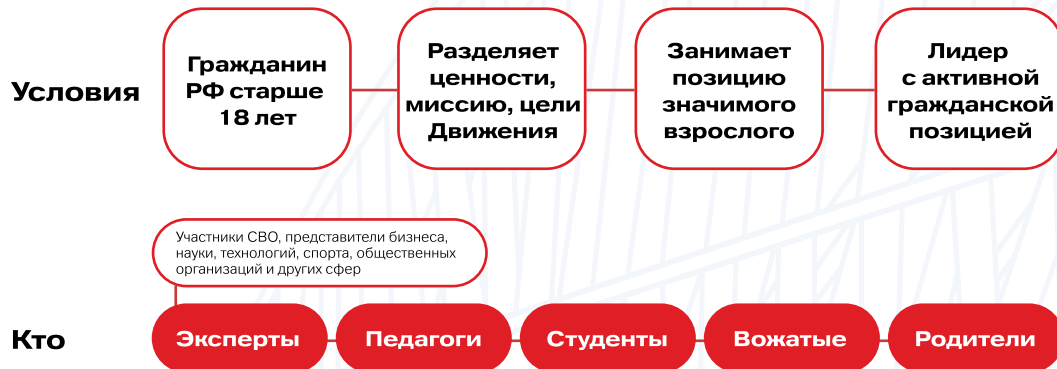 Условия
Гражданин
РФ старше
18 лет
Разделяет
ценности,
миссию, цели
Движения
Занимает
позицию
значимого
взрослого
Лидер
с активной
гражданской
позицией
Участники СВО, представители бизнеса,
науки, технологий, спорта, общественных
организаций и других сфер
Кто
Эксперты
Педагоги
Студенты
Вожатые
Родители